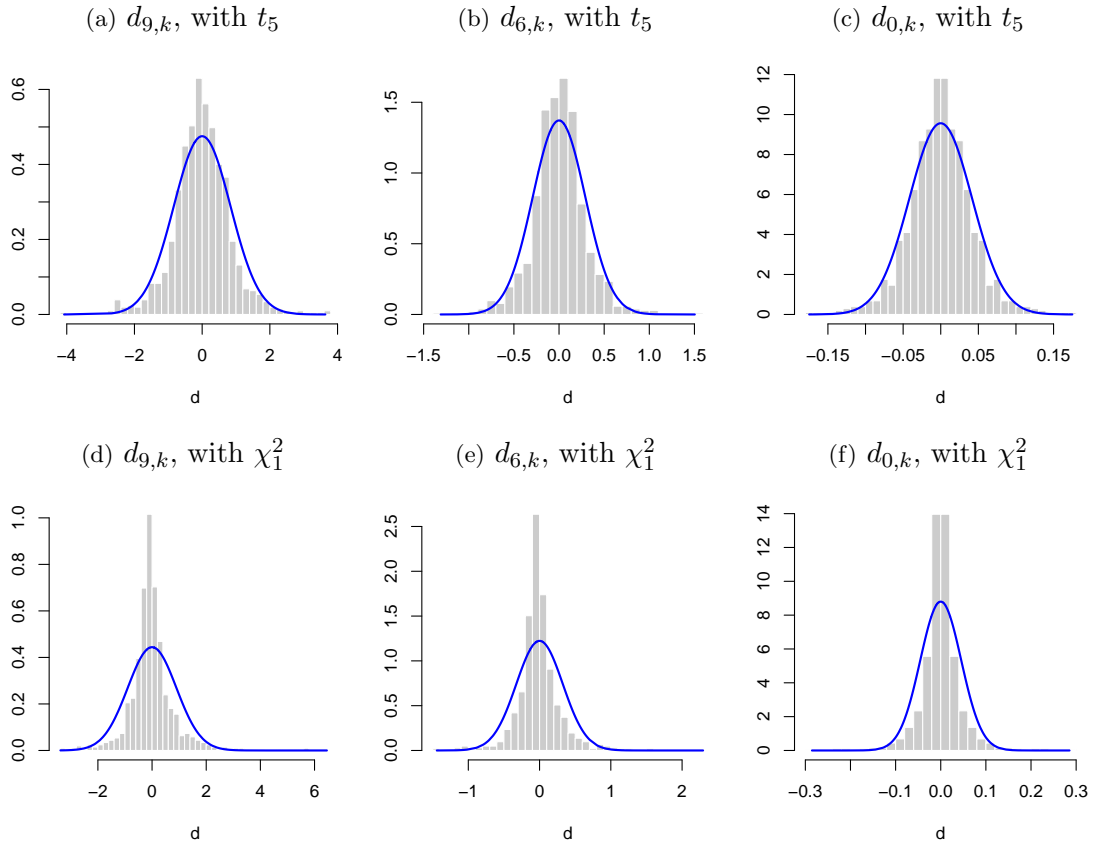 (a) d9,k, with t5
(b) d6,k, with t5
(c) d0,k, with t5
0.6
0.4
0.2
0.0
−4 −2 0 2 4
d
1.5
1.0
0.5
0.0
−1.5 −0.5 0.0 0.5 1.0 1.5
d
12
10
8
6
4
2
0
−0.15 −0.05 0.05 0.15
d
(d) d9,k, with χ²1
(e) d6,k, with χ²1
(f) d0,k, with χ²1
1.0
0.8
0.6
0.4
0.2
0.0
−2 0 2 4 6
d
2.5
2.0
1.5
1.0
0.5
0.0
−1 0 1 2
d
14
12
10
8
6
4
2
0
−0.3 −0.1 0.0 0.1 0.2 0.3
d